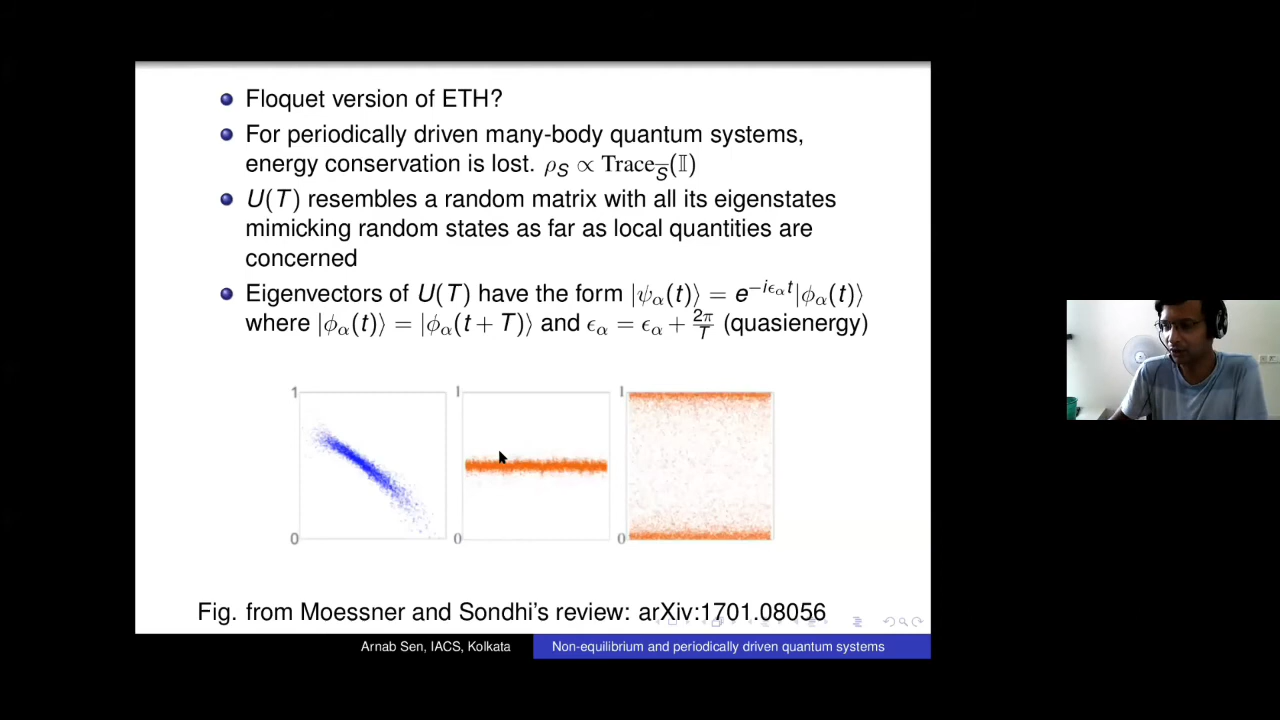 Floquet version of ETH?
For periodically driven many-body quantum systems,
energy conservation is lost. ρ_S ∝ Trace_S̅(𝕀)
U(T) resembles a random matrix with all its eigenstates
mimicking random states as far as local quantities are
concerned
Eigenvectors of U(T) have the form |ψ_α(t)⟩ = e^{-iϵ_α t}|ϕ_α(t)⟩
where |ϕ_α(t)⟩ = |ϕ_α(t + T)⟩ and ϵ_α = ϵ_α + 2π/T (quasienergy)
1 1 1
0 0 0
Fig. from Moessner and Sondhi's review: arXiv:1701.08056
Arnab Sen, IACS, Kolkata Non-equilibrium and periodically driven quantum systems